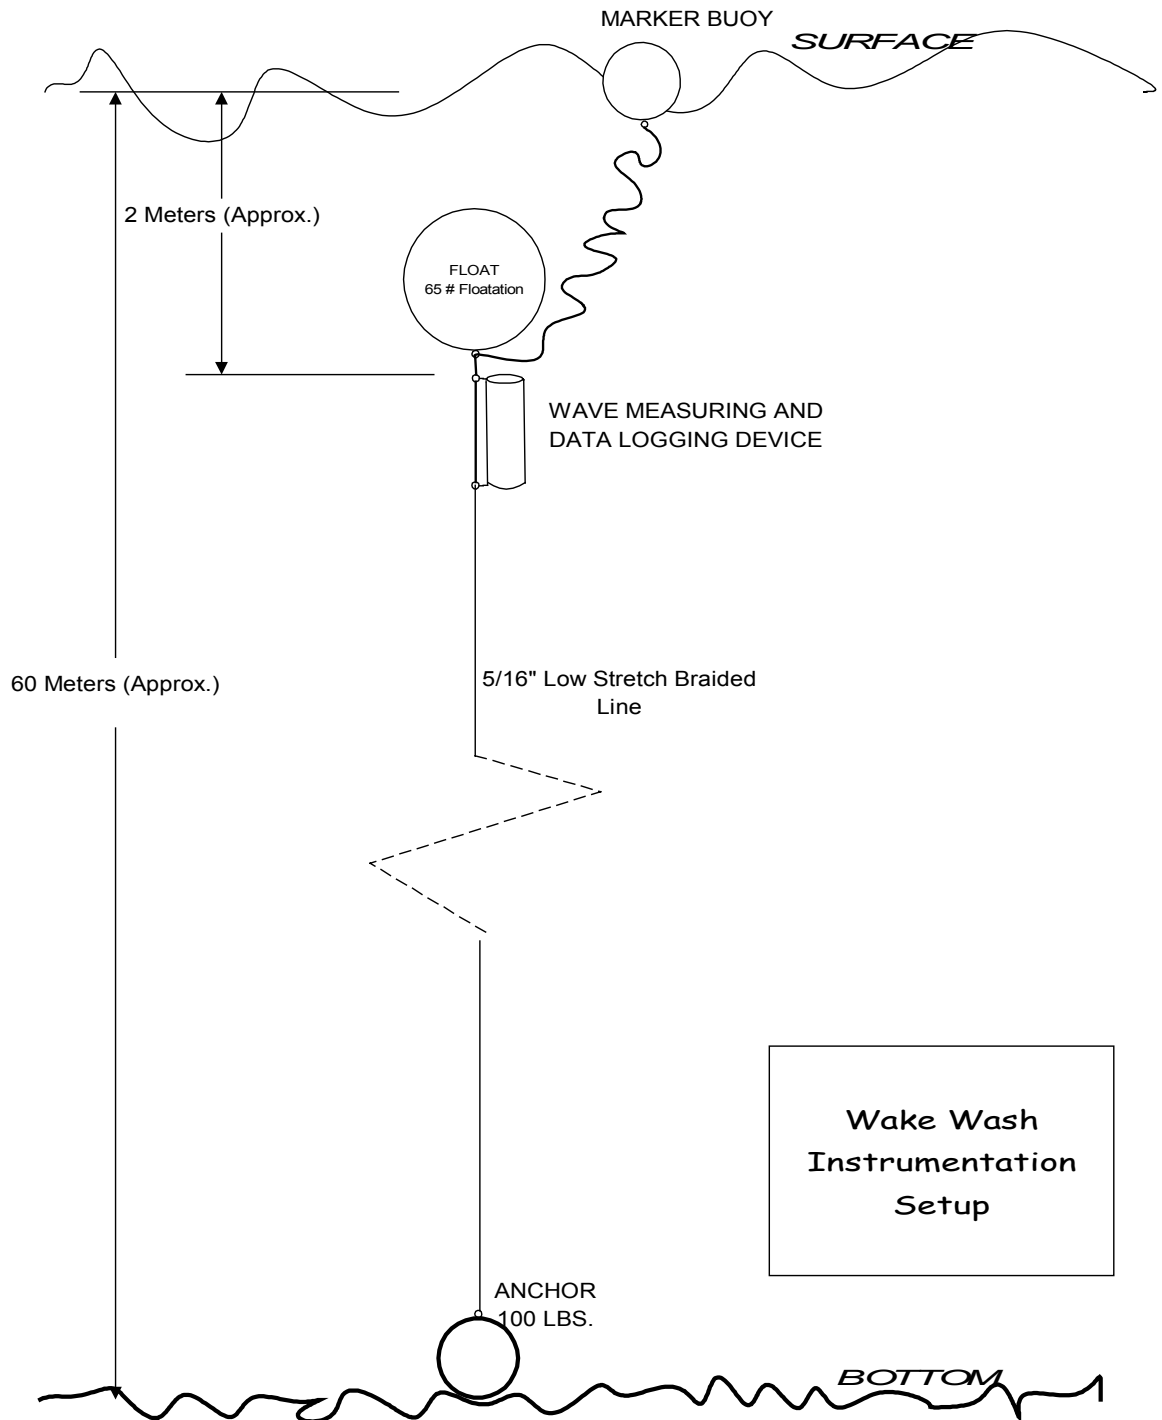 MARKER BUOY
SURFACE
2 Meters (Approx.)
FLOAT
65 # Floatation
WAVE MEASURING AND
DATA LOGGING DEVICE
60 Meters (Approx.)
5/16" Low Stretch Braided
Line
Wake Wash
Instrumentation
Setup
ANCHOR
100 LBS.
BOTTOM